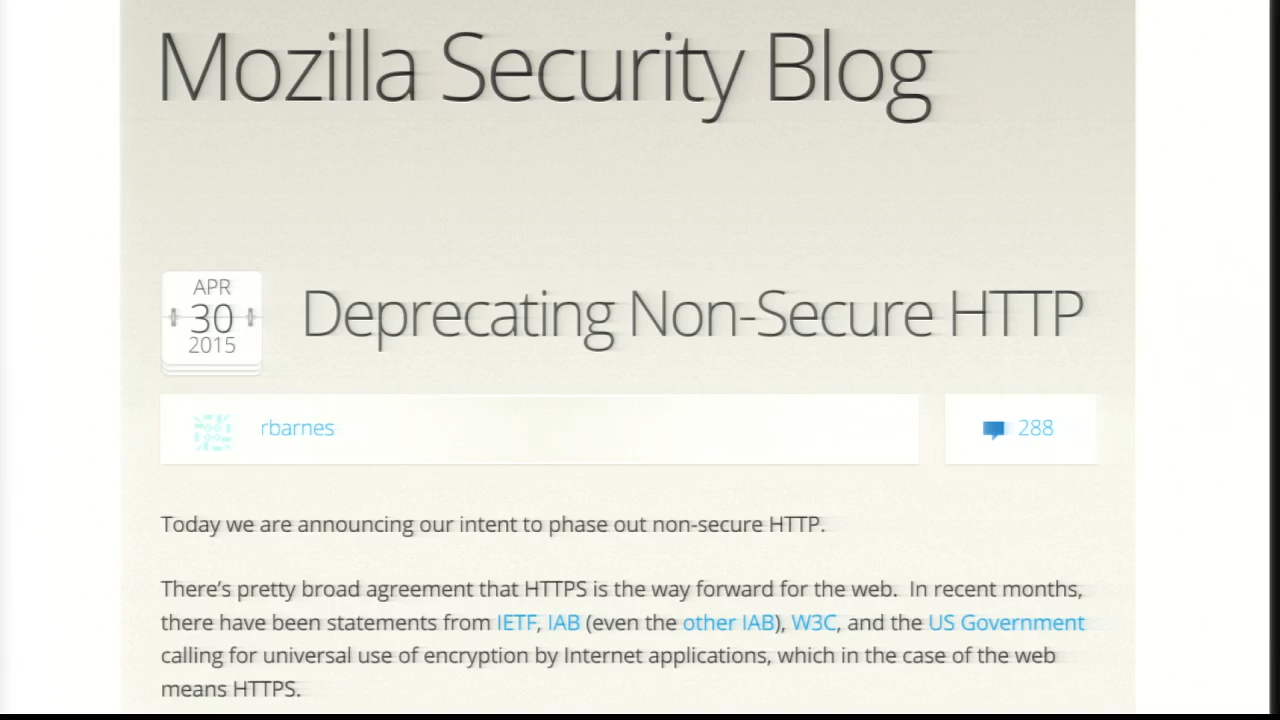 Mozilla Security Blog
APR
30
2015
Deprecating Non-Secure HTTP
rbarnes
288
Today we are announcing our intent to phase out non-secure HTTP.
There’s pretty broad agreement that HTTPS is the way forward for the web.  In recent months,
there have been statements from IETF, IAB (even the other IAB), W3C, and the US Government
calling for universal use of encryption by Internet applications, which in the case of the web
means HTTPS.